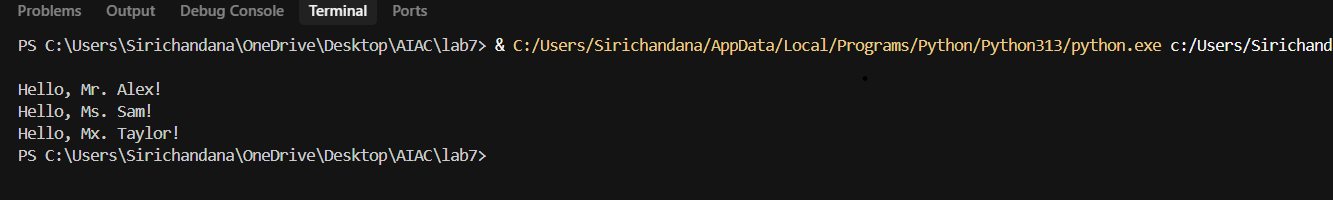 Problems Output Debug Console Terminal Ports
PS C:\Users\Sirichandana\OneDrive\Desktop\AIAC\lab7> & C:/Users/Sirichandana/AppData/Local/Programs/Python/Python313/python.exe c:/Users/Sirichand
Hello, Mr. Alex!
Hello, Ms. Sam!
Hello, Mx. Taylor!
PS C:\Users\Sirichandana\OneDrive\Desktop\AIAC\lab7>